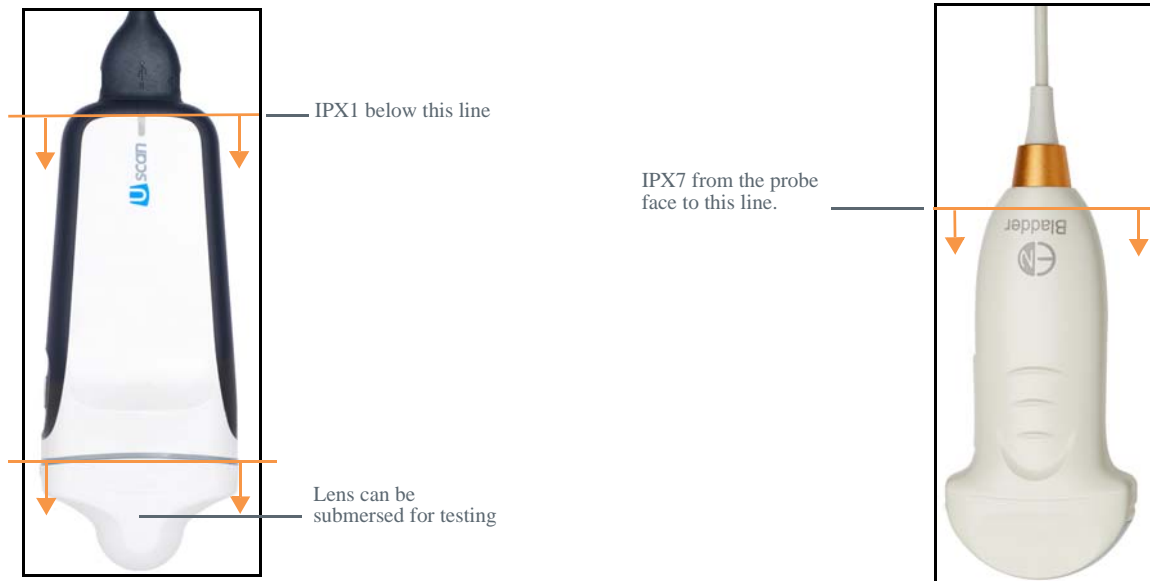 IPX1 below this line
Uscan
IPX7 from the probe
face to this line.
Bladder
Lens can be
submersed for testing